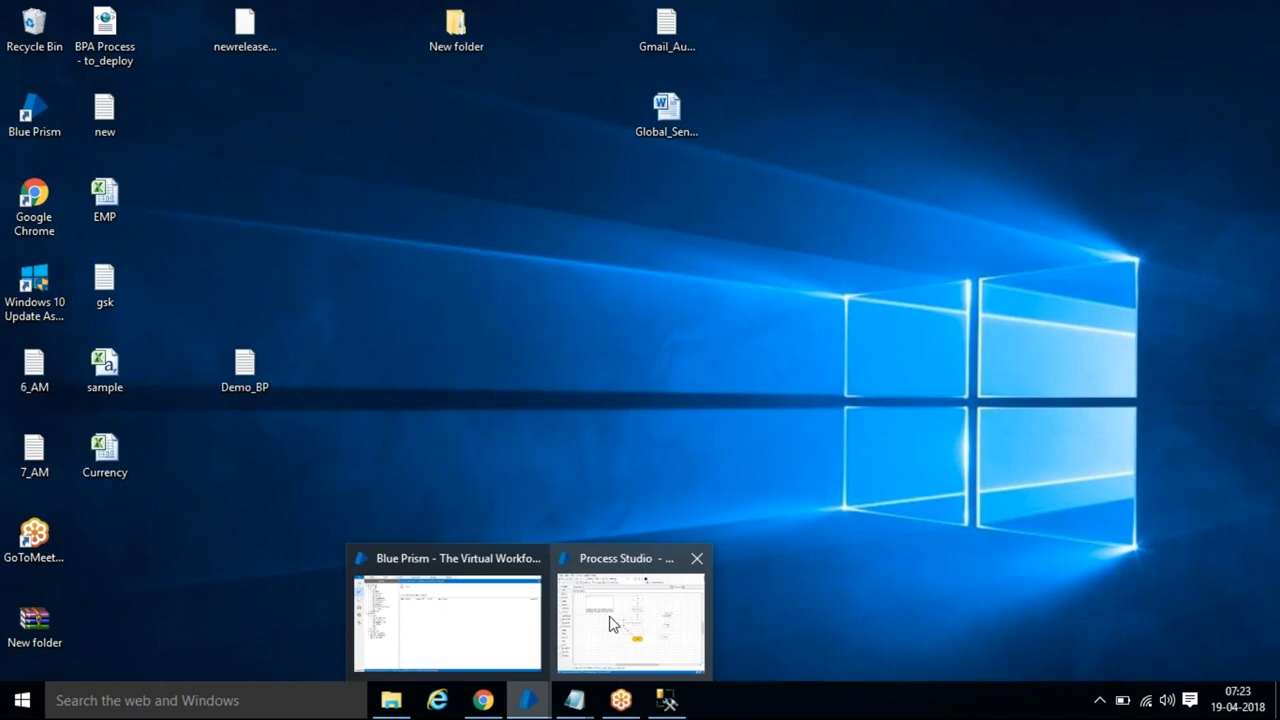 Recycle Bin
BPA Process
- to_deploy
newrelease...
New folder
Gmail_Au...
Blue Prism
new
Global_Sen...
Google
Chrome
EMP
Windows 10
Update As...
gsk
6_AM
sample
Demo_BP
7_AM
Currency
GoToMeet...
New folder
Blue Prism - The Virtual Workfo...
Process Studio - ...
Search the web and Windows
07:23
19-04-2018